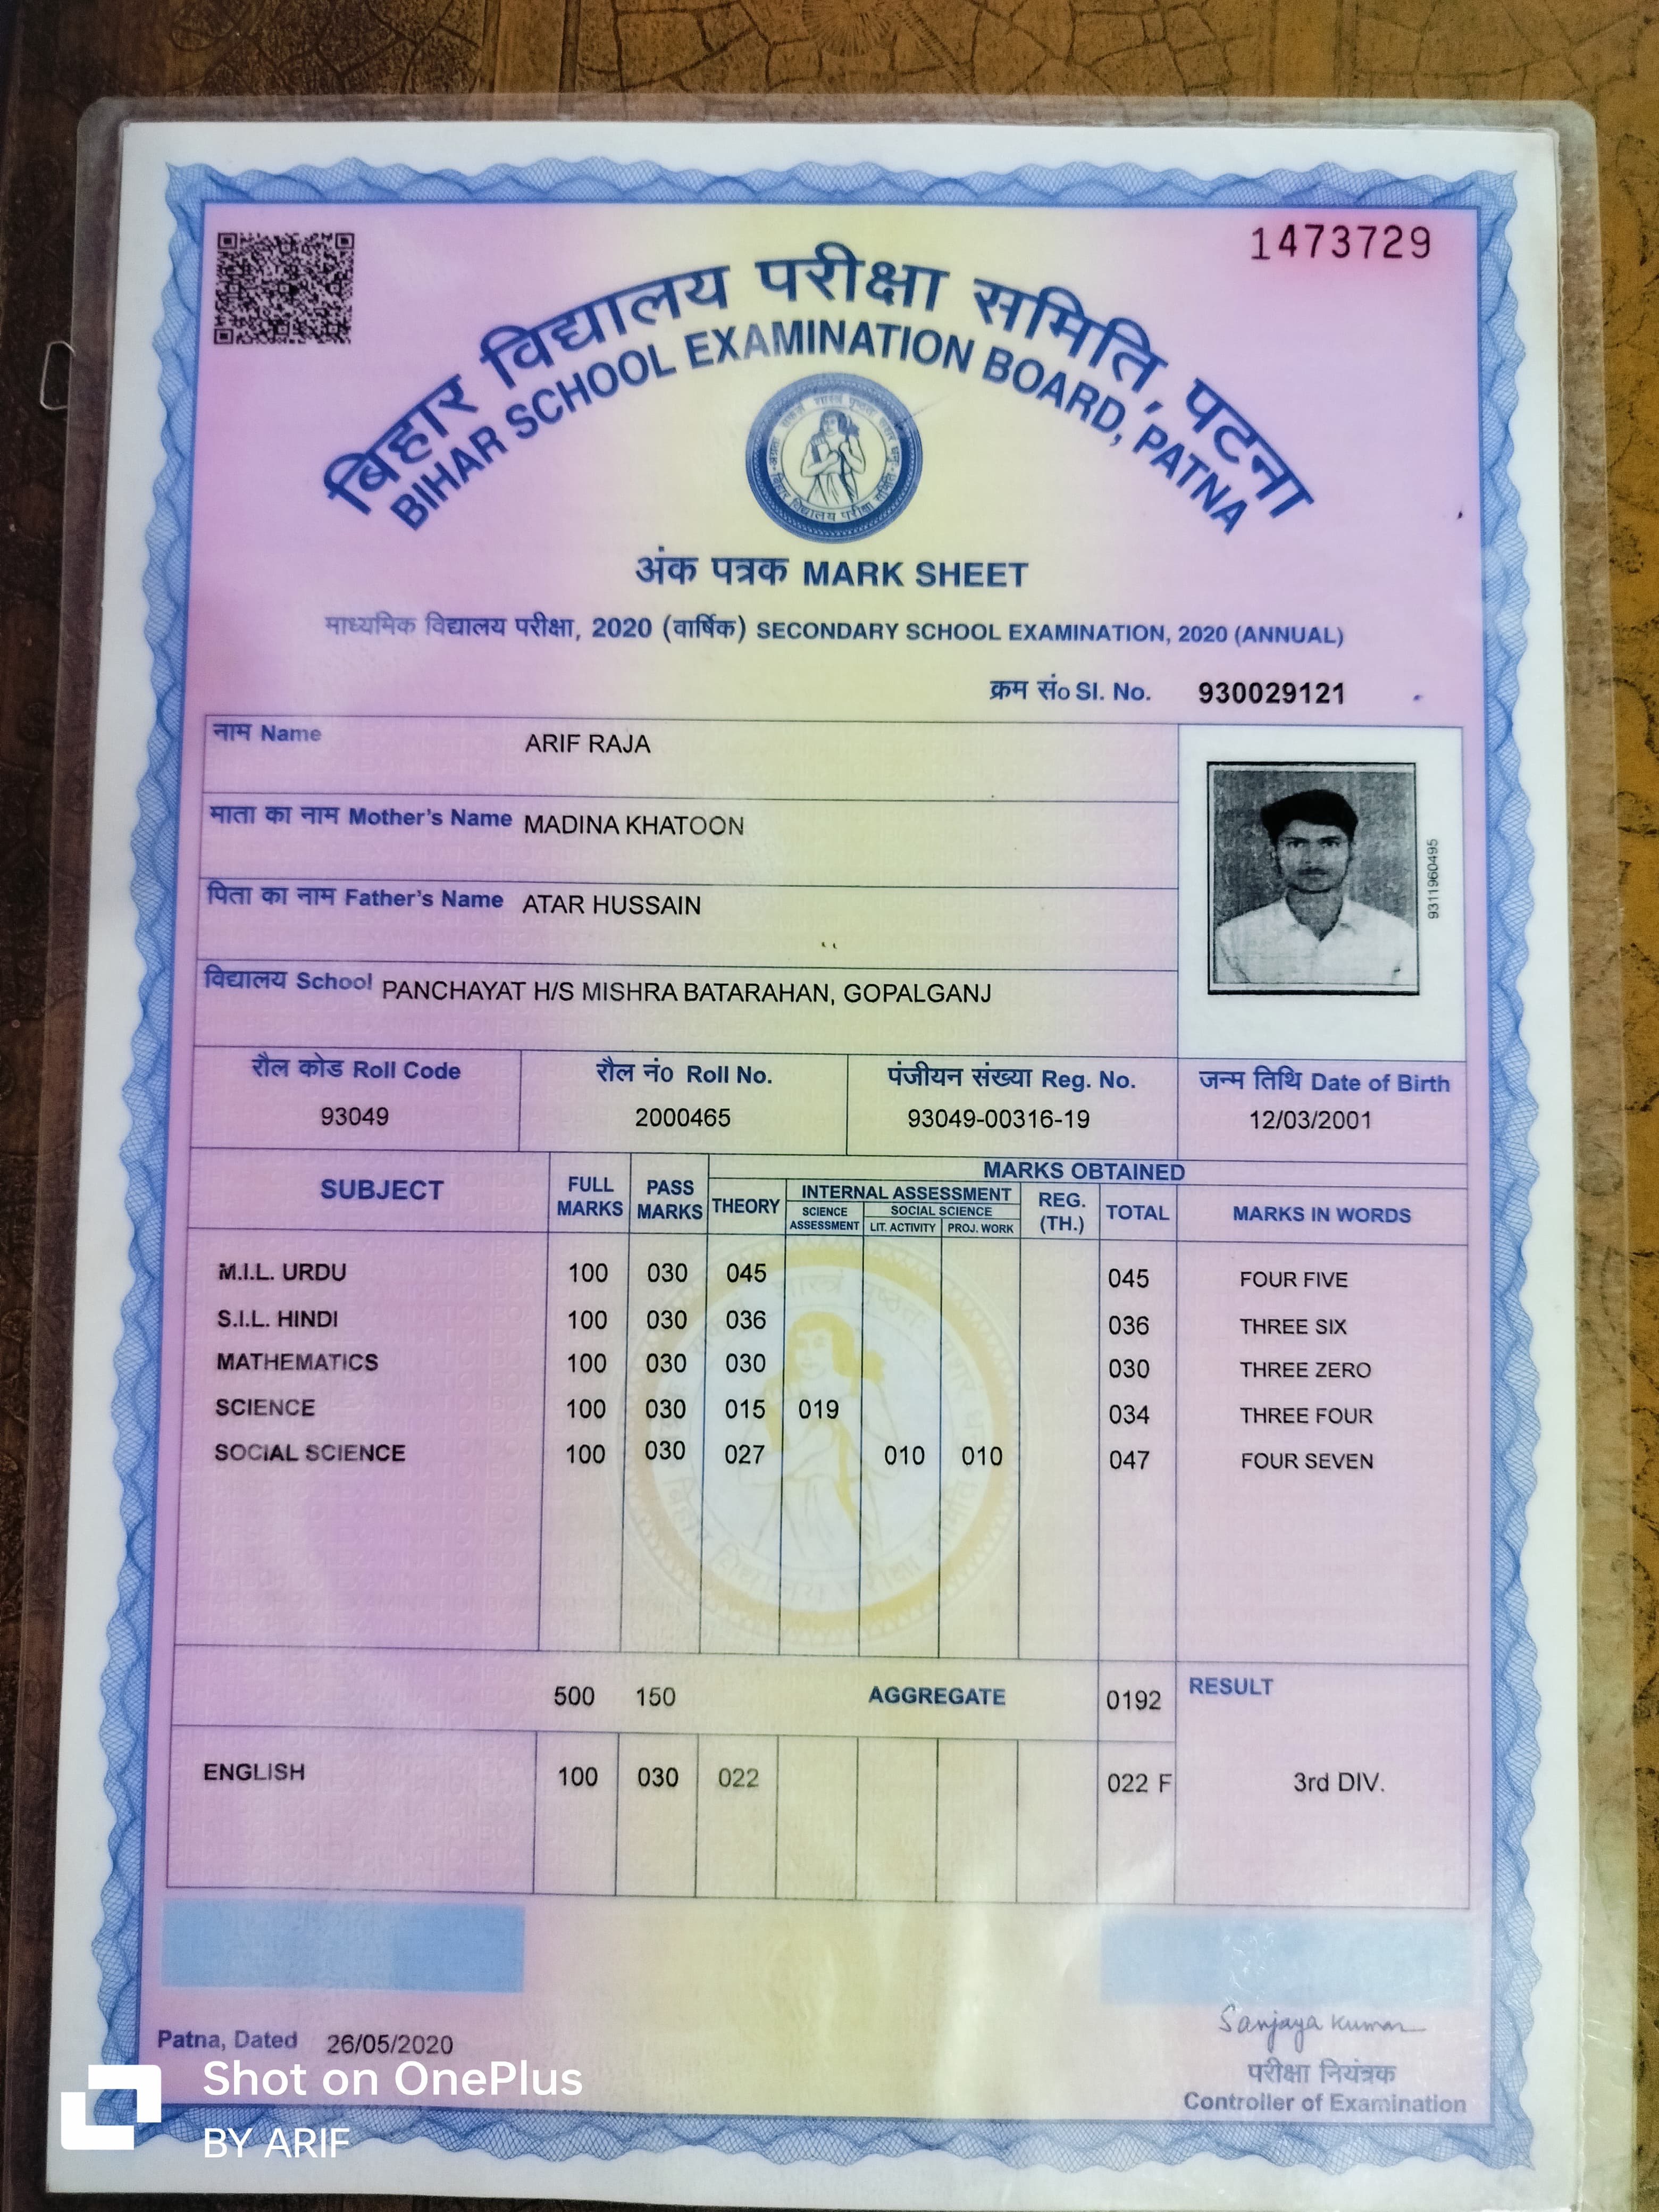 1473729
बिहार विद्यालय परीक्षा समिति, पटना
BIHAR SCHOOL EXAMINATION BOARD, PATNA
बिहार विद्यालय परीक्षा समिति
अंक पत्रक MARK SHEET
माध्यमिक विद्यालय परीक्षा, 2020 (वार्षिक) SECONDARY SCHOOL EXAMINATION, 2020 (ANNUAL)
क्रम सं० Sl. No. 930029121
नाम Name ARIF RAJA
माता का नाम Mother's Name MADINA KHATOON
पिता का नाम Father's Name ATAR HUSSAIN
विद्यालय School PANCHAYAT H/S MISHRA BATARAHAN, GOPALGANJ
9311960495
रौल कोड Roll Code रौल नं० Roll No. पंजीयन संख्या Reg. No. जन्म तिथि Date of Birth
93049 2000465 93049-00316-19 12/03/2001
MARKS OBTAINED
SUBJECT FULL MARKS PASS MARKS THEORY INTERNAL ASSESSMENT REG. (TH.) TOTAL MARKS IN WORDS
SCIENCE ASSESSMENT SOCIAL SCIENCE
LIT. ACTIVITY PROJ. WORK
M.I.L. URDU 100 030 045 045 FOUR FIVE
S.I.L. HINDI 100 030 036 036 THREE SIX
MATHEMATICS 100 030 030 030 THREE ZERO
SCIENCE 100 030 015 019 034 THREE FOUR
SOCIAL SCIENCE 100 030 027 010 010 047 FOUR SEVEN
500 150 AGGREGATE 0192 RESULT
ENGLISH 100 030 022 022 F 3rd DIV.
Sanjaya Kumar
Patna, Dated 26/05/2020
परीक्षा नियंत्रक
Controller of Examination
Shot on OnePlus
BY ARIF